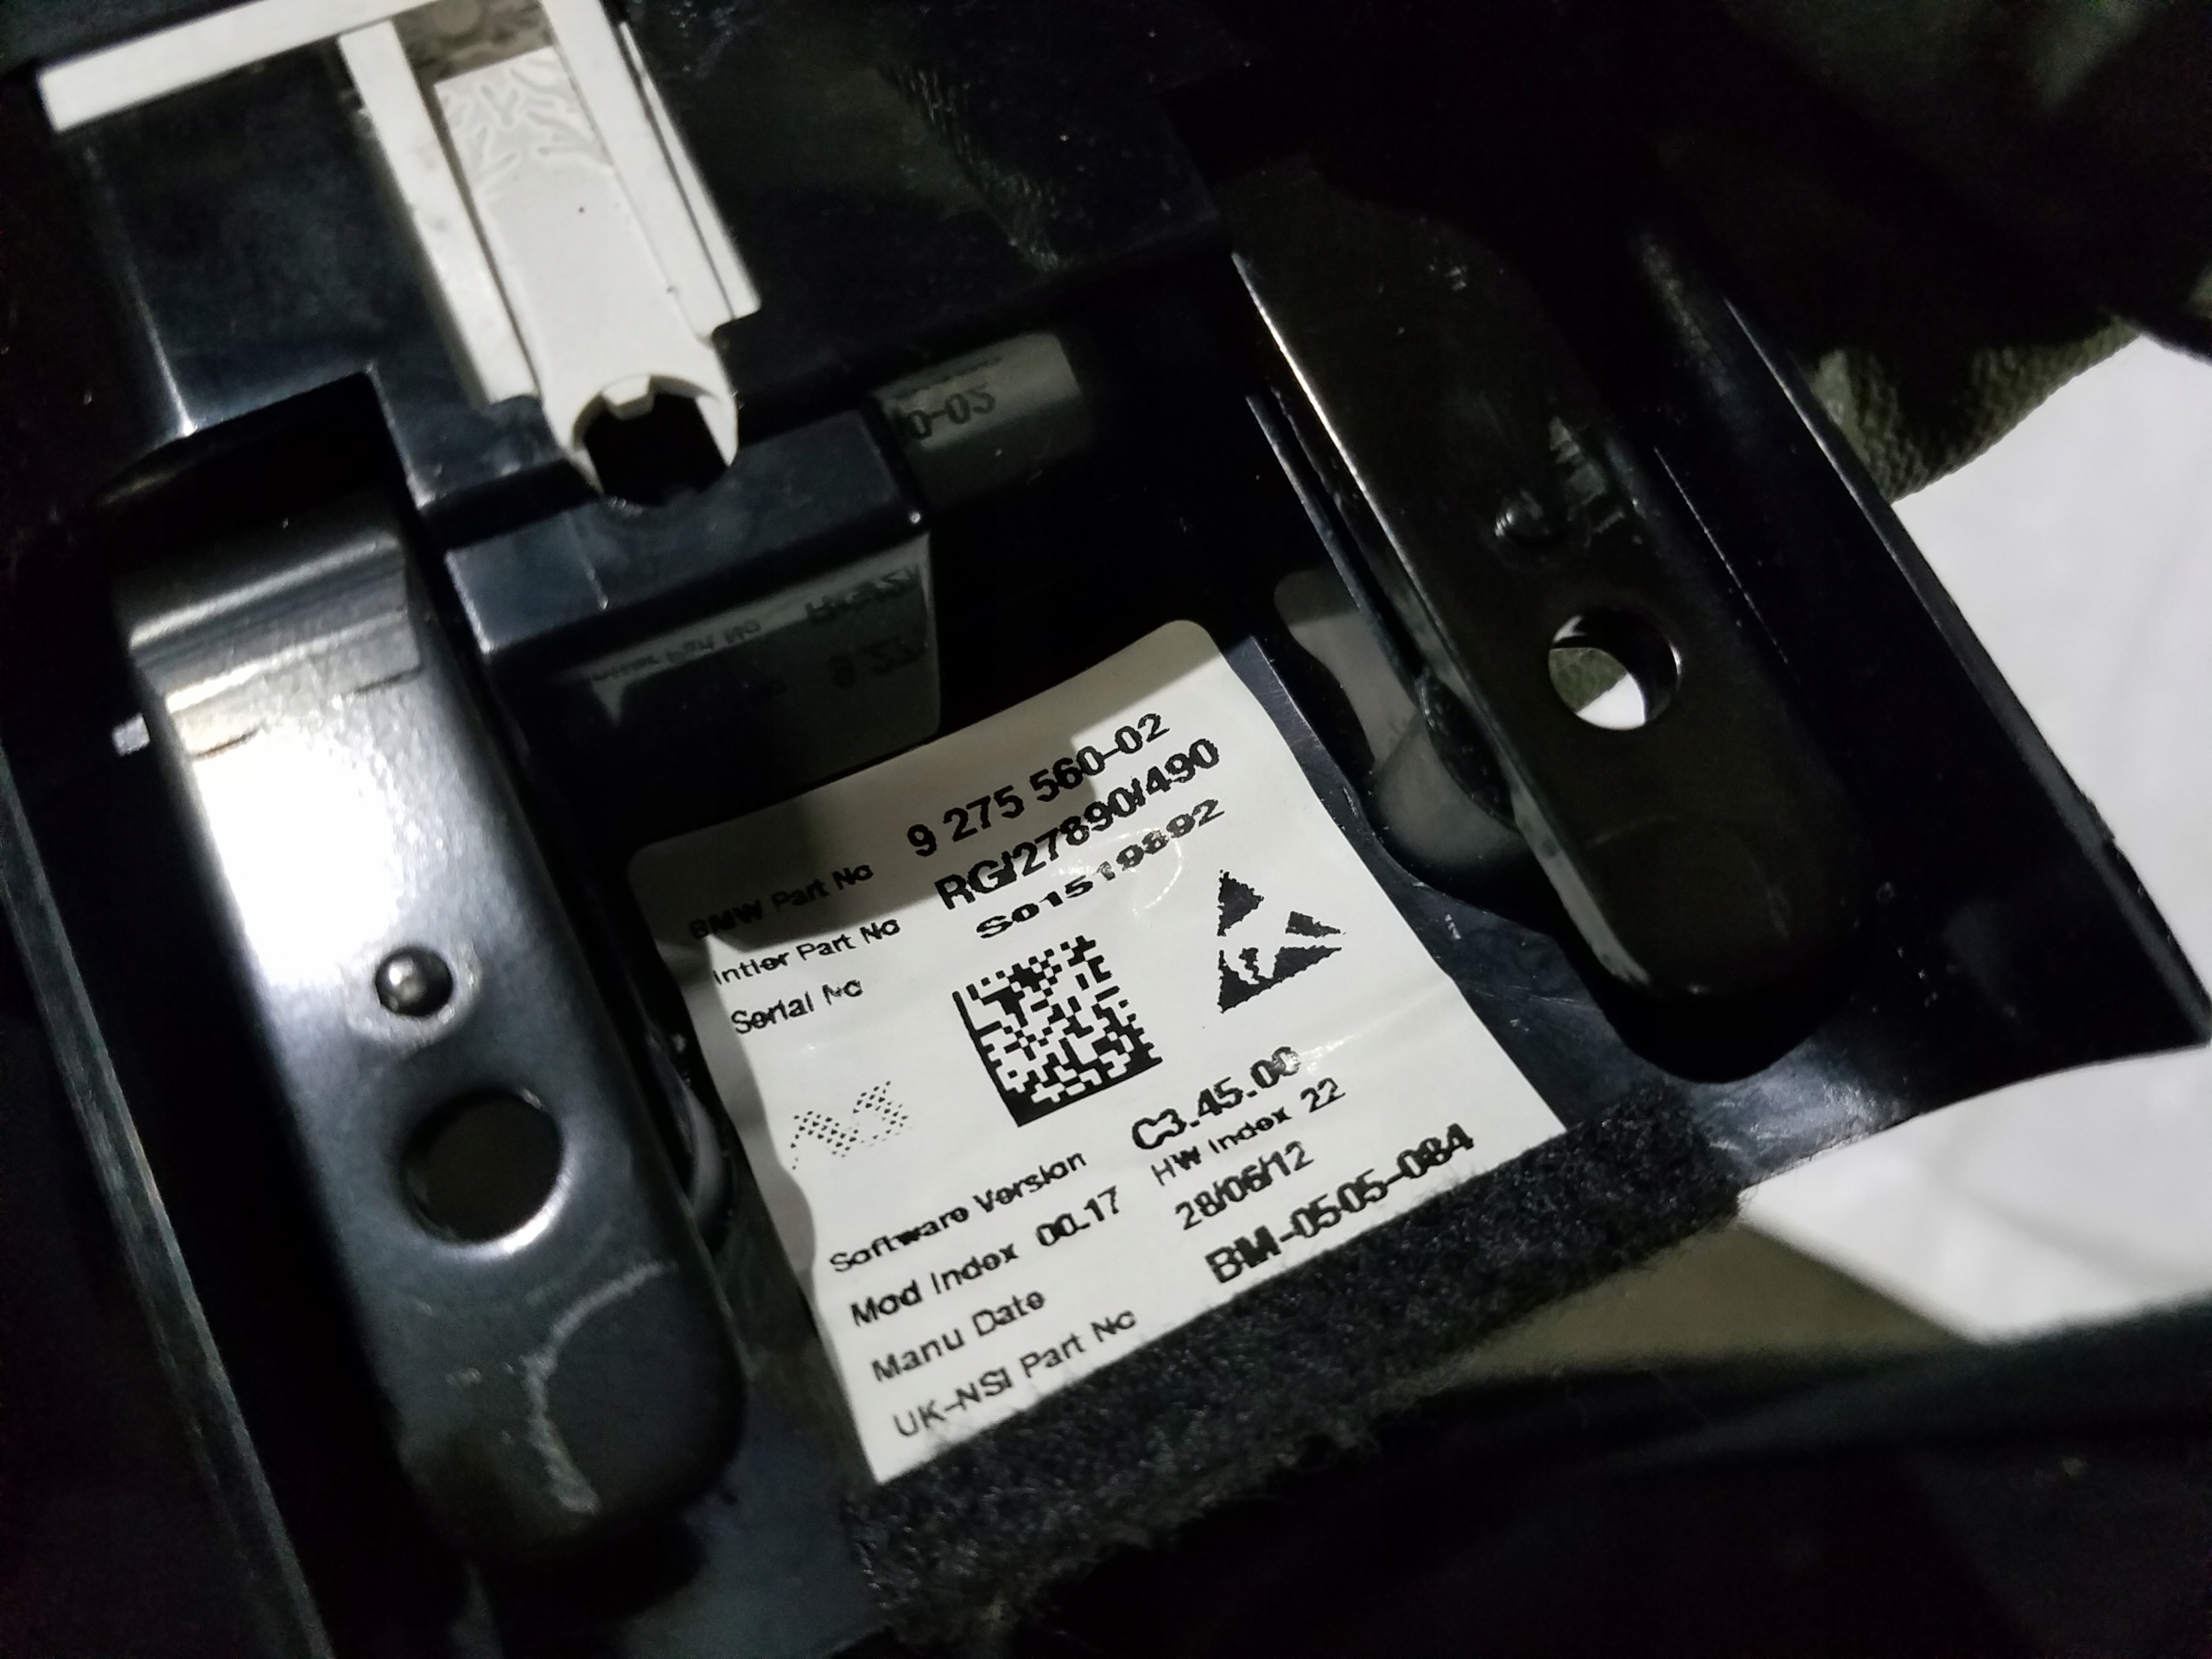 BMW Part No 9 275 560-02
Intier Part No RG/27890/490
Serial No S01519892
Software Version C3.45.00
Mod Index 00.17 HW Index 22
Manu Date 28/06/12
UK-NSI Part No BM-0505-084